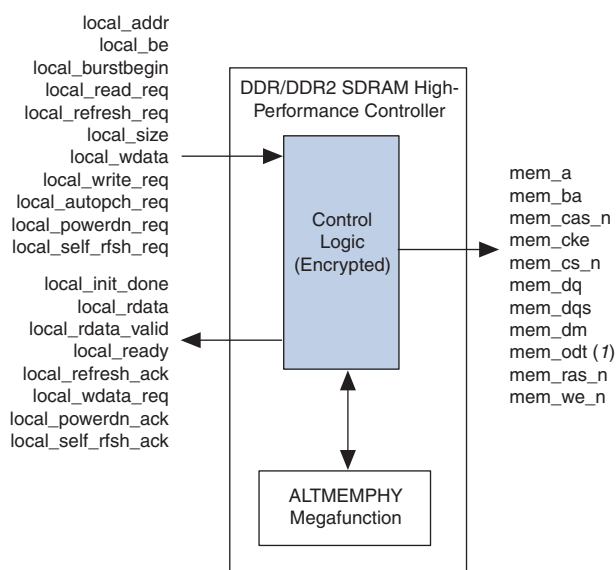 local_addr
local_be
local_burstbegin
local_read_req
local_refresh_req
local_size
local_wdata
local_write_req
local_autopch_req
local_powerdn_req
local_self_rfsh_req
local_init_done
local_rdata
local_rdata_valid
local_ready
local_refresh_ack
local_wdata_req
local_powerdn_ack
local_self_rfsh_ack
DDR/DDR2 SDRAM High-
Performance Controller
Control
Logic
(Encrypted)
ALTMEMPHY
Megafunction
mem_a
mem_ba
mem_cas_n
mem_cke
mem_cs_n
mem_dq
mem_dqs
mem_dm
mem_odt (1)
mem_ras_n
mem_we_n